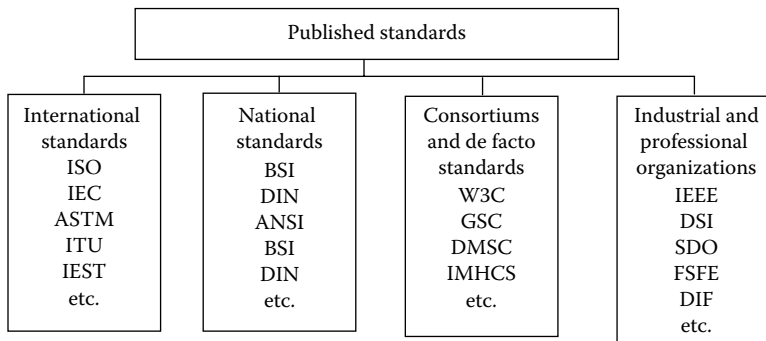 Published standards
International
standards
ISO
IEC
ASTM
ITU
IEST
etc.
National
standards
BSI
DIN
ANSI
BSI
DIN
etc.
Consortiums
and de facto
standards
W3C
GSC
DMSC
IMHCS
etc.
Industrial and
professional
organizations
IEEE
DSI
SDO
FSFE
DIF
etc.